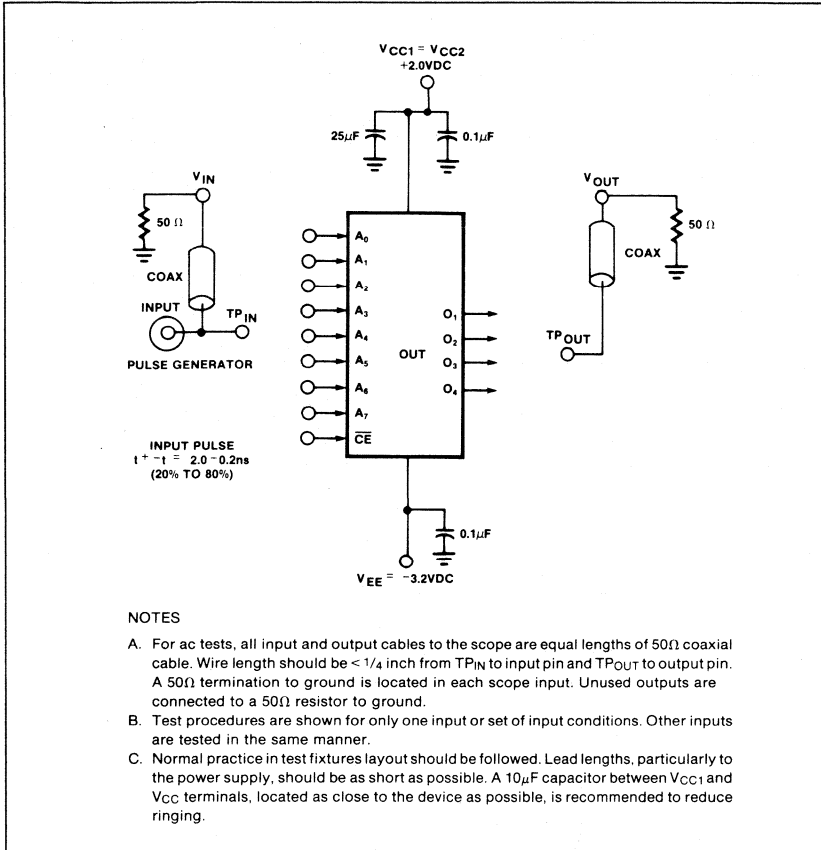 VCC1 = VCC2
+2.0VDC
25μF
0.1μF
VIN
50 Ω
COAX
INPUT
TPIN
PULSE GENERATOR
INPUT PULSE
t + -t = 2.0 -0.2ns
(20% TO 80%)
A0
A1
A2
A3
A4
A5
A6
A7
CE
OUT
O1
O2
O3
O4
VOUT
50 Ω
COAX
TPOUT
0.1μF
VEE = -3.2VDC
NOTES
A. For ac tests, all input and output cables to the scope are equal lengths of 50Ω coaxial
cable. Wire length should be < 1/4 inch from TPIN to input pin and TPOUT to output pin.
A 50Ω termination to ground is located in each scope input. Unused outputs are
connected to a 50Ω resistor to ground.
B. Test procedures are shown for only one input or set of input conditions. Other inputs
are tested in the same manner.
C. Normal practice in test fixtures layout should be followed. Lead lengths, particularly to
the power supply, should be as short as possible. A 10μF capacitor between VCC1 and
VCC terminals, located as close to the device as possible, is recommended to reduce
ringing.